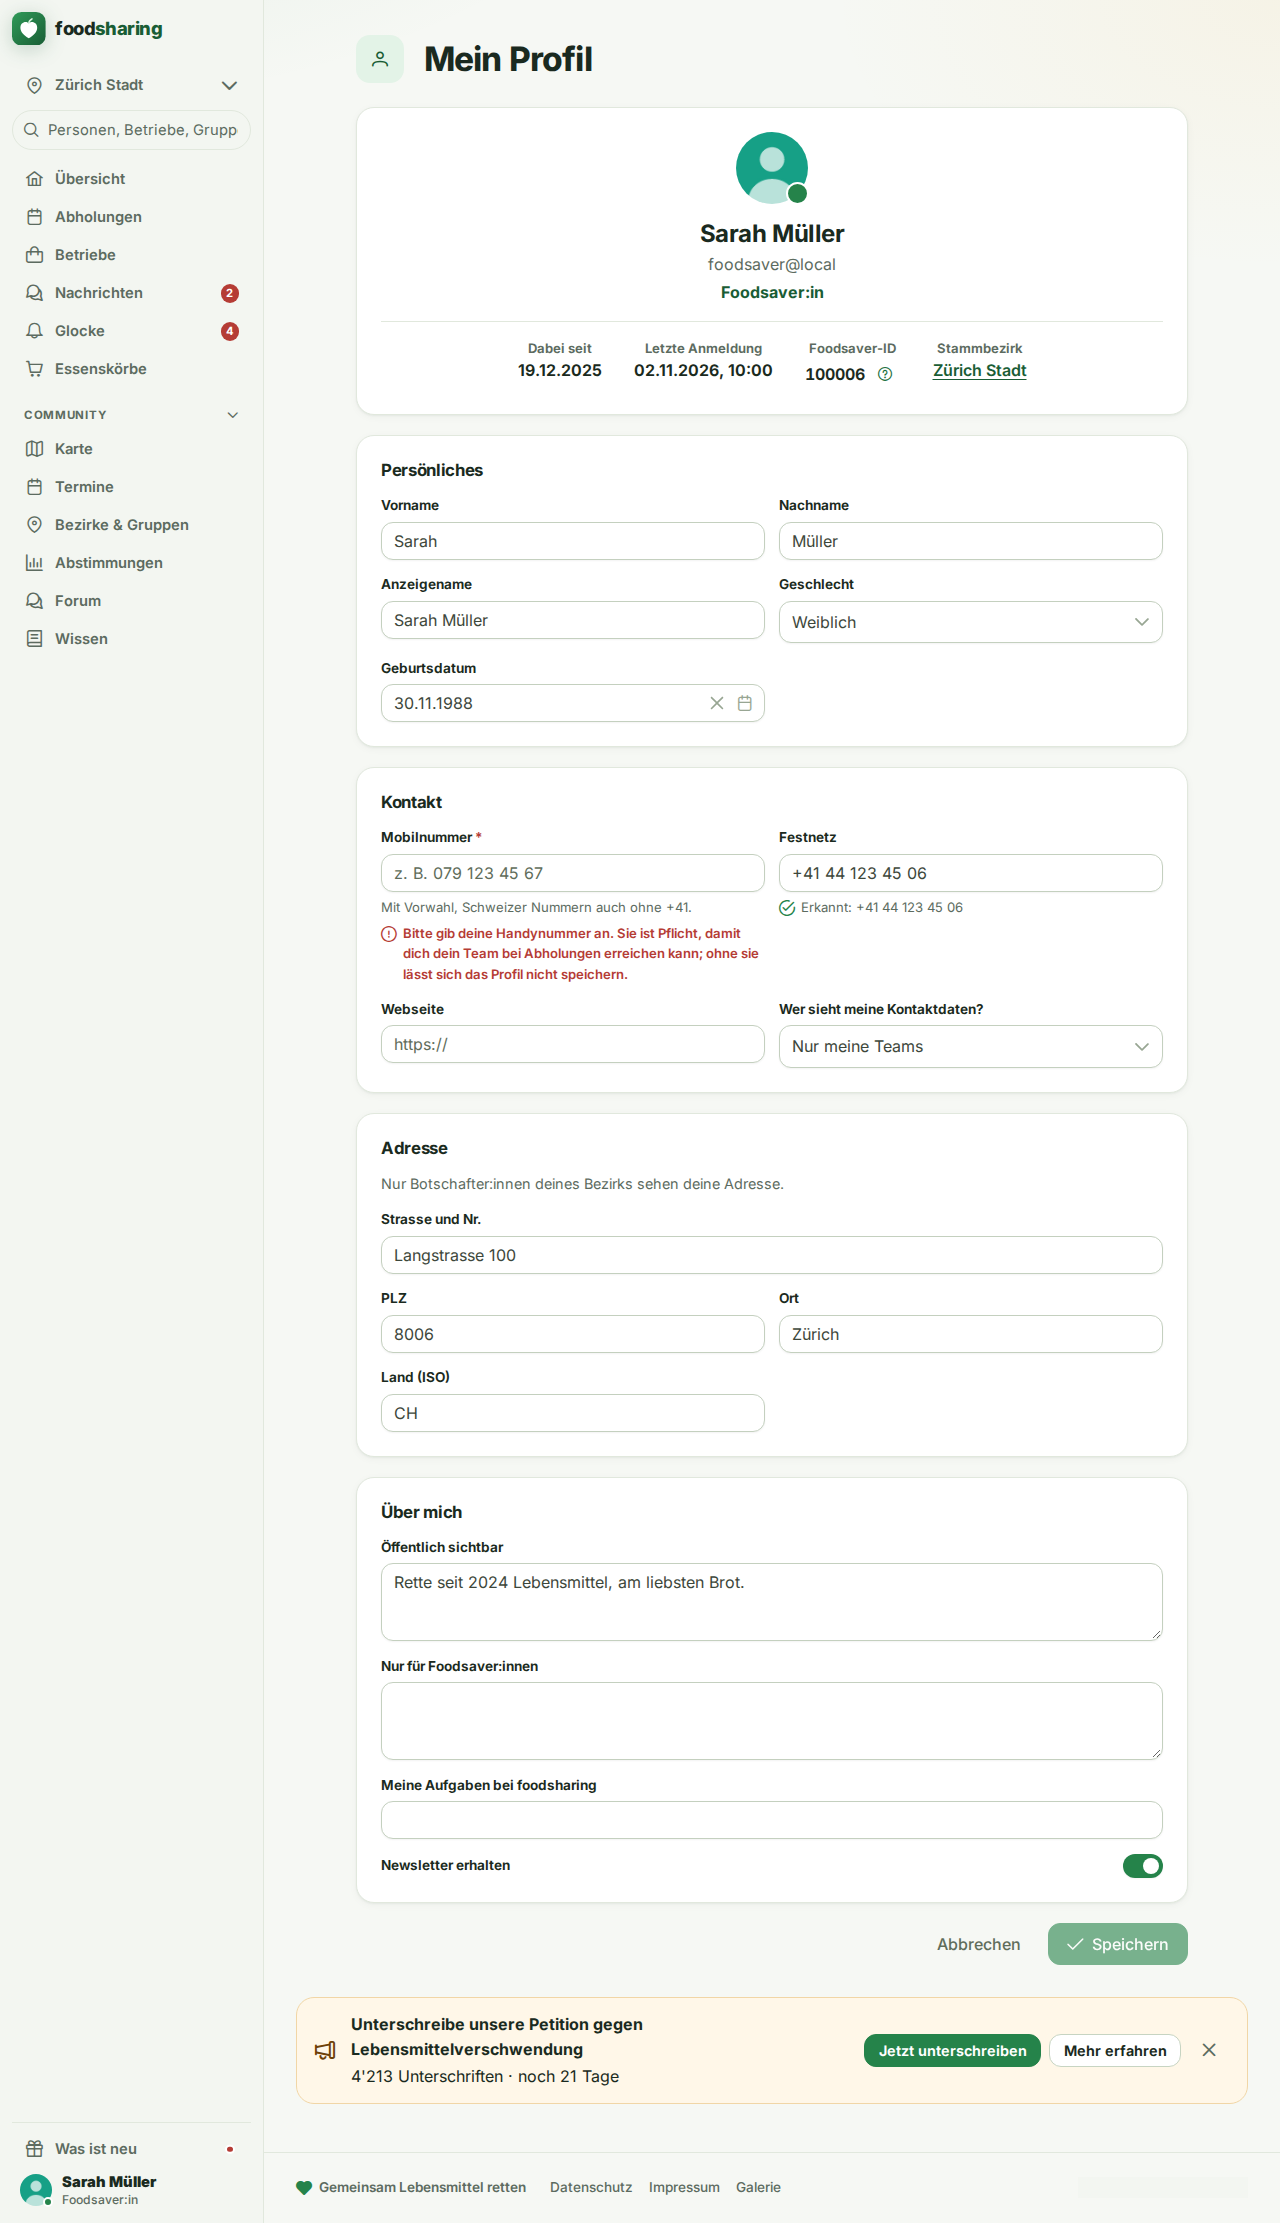 foodsharing
Zürich Stadt
Personen, Betriebe, Grupp
Übersicht
Abholungen
Betriebe
Nachrichten 2
Glocke 4
Essenskörbe
COMMUNITY
Karte
Termine
Bezirke & Gruppen
Abstimmungen
Forum
Wissen
Was ist neu
Sarah Müller
Foodsaver:in
Mein Profil
Sarah Müller
foodsaver@local
Foodsaver:in
Dabei seit Letzte Anmeldung Foodsaver-ID Stammbezirk
19.12.2025 02.11.2026, 10:00 100006 Zürich Stadt
Persönliches
Vorname Nachname
Sarah Müller
Anzeigename Geschlecht
Sarah Müller Weiblich
Geburtsdatum
30.11.1988
Kontakt
Mobilnummer * Festnetz
z. B. 079 123 45 67 +41 44 123 45 06
Mit Vorwahl, Schweizer Nummern auch ohne +41. Erkannt: +41 44 123 45 06
Bitte gib deine Handynummer an. Sie ist Pflicht, damit
dich dein Team bei Abholungen erreichen kann; ohne sie
lässt sich das Profil nicht speichern.
Webseite Wer sieht meine Kontaktdaten?
https:// Nur meine Teams
Adresse
Nur Botschafter:innen deines Bezirks sehen deine Adresse.
Strasse und Nr.
Langstrasse 100
PLZ Ort
8006 Zürich
Land (ISO)
CH
Über mich
Öffentlich sichtbar
Rette seit 2024 Lebensmittel, am liebsten Brot.
Nur für Foodsaver:innen
Meine Aufgaben bei foodsharing
Newsletter erhalten
Abbrechen Speichern
Unterschreibe unsere Petition gegen
Lebensmittelverschwendung
4'213 Unterschriften · noch 21 Tage
Jetzt unterschreiben Mehr erfahren
Gemeinsam Lebensmittel retten Datenschutz Impressum Galerie